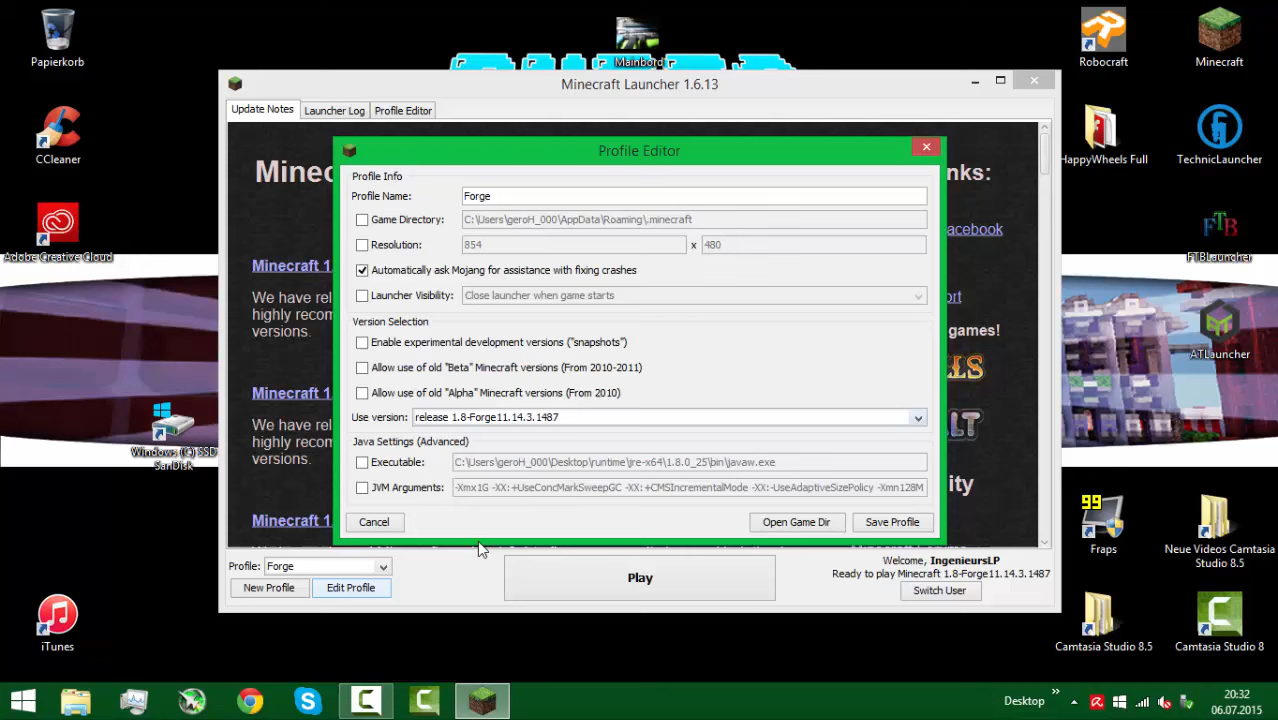 Papierkorb
CCleaner
Adobe Creative Cloud
Windows (C:)SSD
SanDisk
iTunes
Mainbord
Robocraft
Minecraft
HappyWheels Full
TechnicLauncher
FTBLauncher
ATLauncher
99
Fraps
Neue Videos Camtasia
Studio 8.5
Camtasia Studio 8.5
Camtasia Studio 8
Minecraft Launcher 1.6.13
Update Notes
Launcher Log
Profile Editor
Minec
nks:
acebook
Minecraft 1.
We have rel
highly recom
versions.
ort
games!
Minecraft 1.
We have rel
highly recom
versions.
LT
Minecraft 1.
ity
Profile Editor
Profile Info
Profile Name: Forge
Game Directory: C:\Users\geroH_000\AppData\Roaming\.minecraft
Resolution: 854 x 480
Automatically ask Mojang for assistance with fixing crashes
Launcher Visibility: Close launcher when game starts
Version Selection
Enable experimental development versions ("snapshots")
Allow use of old "Beta" Minecraft versions (From 2010-2011)
Allow use of old "Alpha" Minecraft versions (From 2010)
Use version: release 1.8-Forge11.14.3.1487
Java Settings (Advanced)
Executable: C:\Users\geroH_000\Desktop\runtime\jre-x64\1.8.0_25\bin\javaw.exe
JVM Arguments: -Xmx1G -XX:+UseConcMarkSweepGC -XX:+CMSIncrementalMode -XX:-UseAdaptiveSizePolicy -Xmn128M
Cancel
Open Game Dir
Save Profile
Profile: Forge
New Profile
Edit Profile
Play
Welcome, IngenieursLP
Ready to play Minecraft 1.8-Forge11.14.3.1487
Switch User
Desktop
20:32
06.07.2015